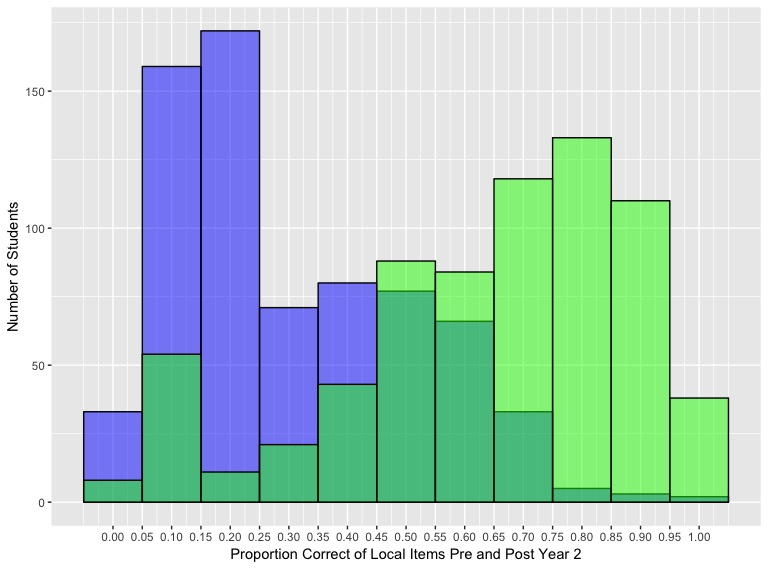 150
100
50
0
Number of Students
0.00 0.05 0.10 0.15 0.20 0.25 0.30 0.35 0.40 0.45 0.50 0.55 0.60 0.65 0.70 0.75 0.80 0.85 0.90 0.95 1.00
Proportion Correct of Local Items Pre and Post Year 2